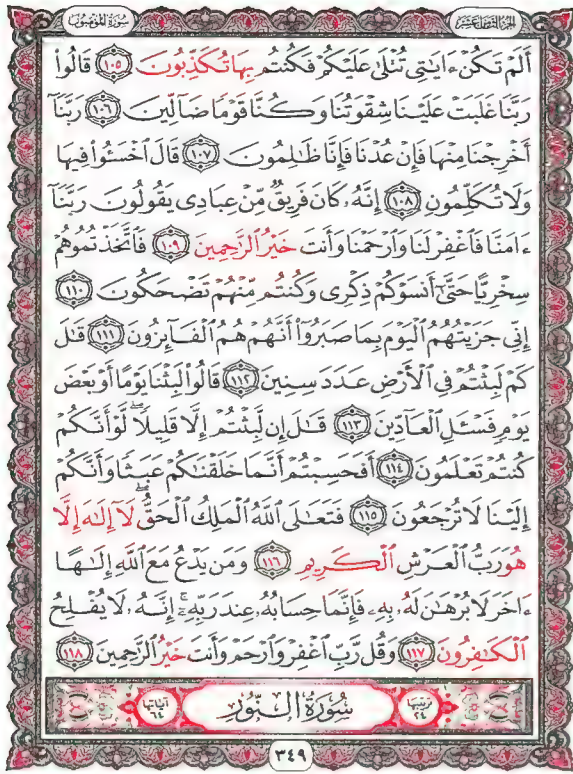 الجزء الثامن عشر
سورة المؤمنون
أَلَمْ تَكُنْ ءَايَٰتِى تُتْلَىٰ عَلَيْكُمْ فَكُنتُم بِهَا تُكَذِّبُونَ ١٠٥ قَالُوا۟
رَبَّنَا غَلَبَتْ عَلَيْنَا شِقْوَتُنَا وَكُنَّا قَوْمًا ضَآلِّينَ ١٠٦ رَبَّنَآ
أَخْرِجْنَا مِنْهَا فَإِنْ عُدْنَا فَإِنَّا ظَٰلِمُونَ ١٠٧ قَالَ ٱخْسَـُٔوا۟ فِيهَا
وَلَا تُكَلِّمُونِ ١٠٨ إِنَّهُۥ كَانَ فَرِيقٌ مِّنْ عِبَادِى يَقُولُونَ رَبَّنَآ
ءَامَنَّا فَٱغْفِرْ لَنَا وَٱرْحَمْنَا وَأَنتَ خَيْرُ ٱلرَّٰحِمِينَ ١٠٩ فَٱتَّخَذْتُمُوهُمْ
سِخْرِيًّا حَتَّىٰٓ أَنسَوْكُمْ ذِكْرِى وَكُنتُم مِّنْهُمْ تَضْحَكُونَ ١١٠
إِنِّى جَزَيْتُهُمُ ٱلْيَوْمَ بِمَا صَبَرُوٓا۟ أَنَّهُمْ هُمُ ٱلْفَآئِزُونَ ١١١ قَٰلَ
كَمْ لَبِثْتُمْ فِى ٱلْأَرْضِ عَدَدَ سِنِينَ ١١٢ قَالُوا۟ لَبِثْنَا يَوْمًا أَوْ بَعْضَ
يَوْمٍ فَسْـَٔلِ ٱلْعَآدِّينَ ١١٣ قَٰلَ إِن لَّبِثْتُمْ إِلَّا قَلِيلًا لَّوْ أَنَّكُمْ
كُنتُمْ تَعْلَمُونَ ١١٤ أَفَحَسِبْتُمْ أَنَّمَا خَلَقْنَٰكُمْ عَبَثًا وَأَنَّكُمْ
إِلَيْنَا لَا تُرْجَعُونَ ١١٥ فَتَعَٰلَى ٱللَّهُ ٱلْمَلِكُ ٱلْحَقُّ ۖ لَآ إِلَٰهَ إِلَّا
هُوَ رَبُّ ٱلْعَرْشِ ٱلْكَرِيمِ ١١٦ وَمَن يَدْعُ مَعَ ٱللَّهِ إِلَٰهًا
ءَاخَرَ لَا بُرْهَٰنَ لَهُۥ بِهِۦ فَإِنَّمَا حِسَابُهُۥ عِندَ رَبِّهِۦٓ ۚ إِنَّهُۥ لَا يُفْلِحُ
ٱلْكَٰفِرُونَ ١١٧ وَقُل رَّبِّ ٱغْفِرْ وَٱرْحَمْ وَأَنتَ خَيْرُ ٱلرَّٰحِمِينَ ١١٨
ترتيبها ٢٤ سُورَةُ النُّورِ آياتها ٦٤
٣٤٩